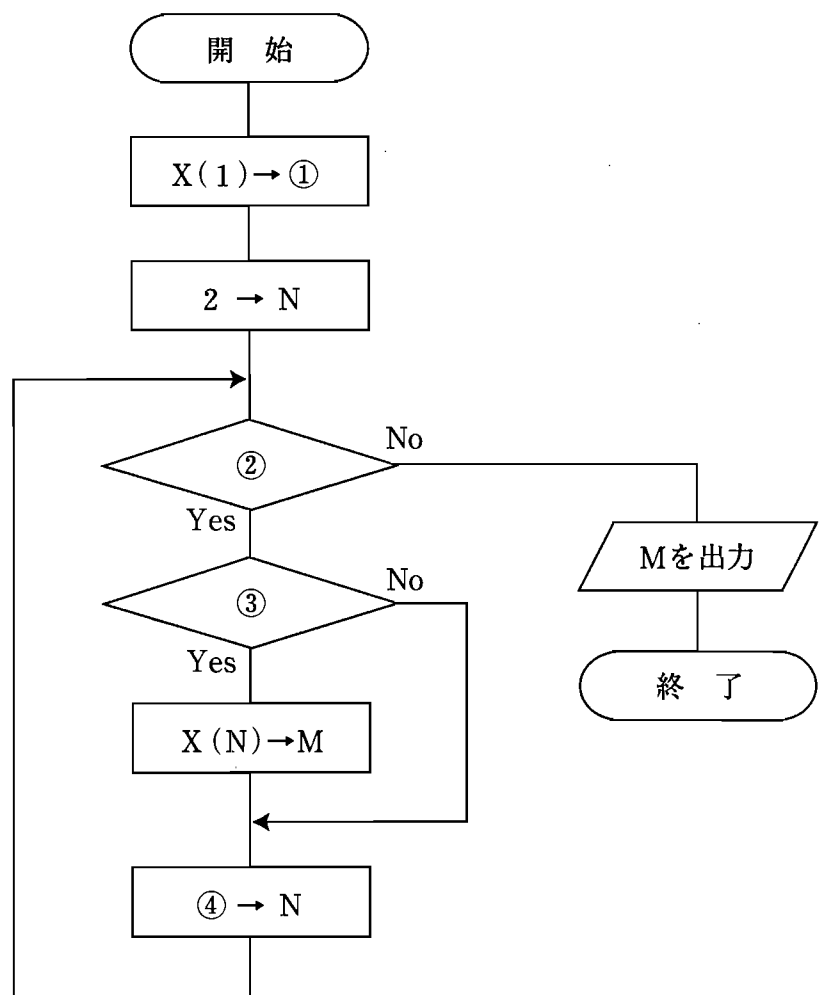 開 始
X(1)→①
2 → N
②
No
Yes
③
No
Yes
X(N)→M
④ → N
Mを出力
終 了